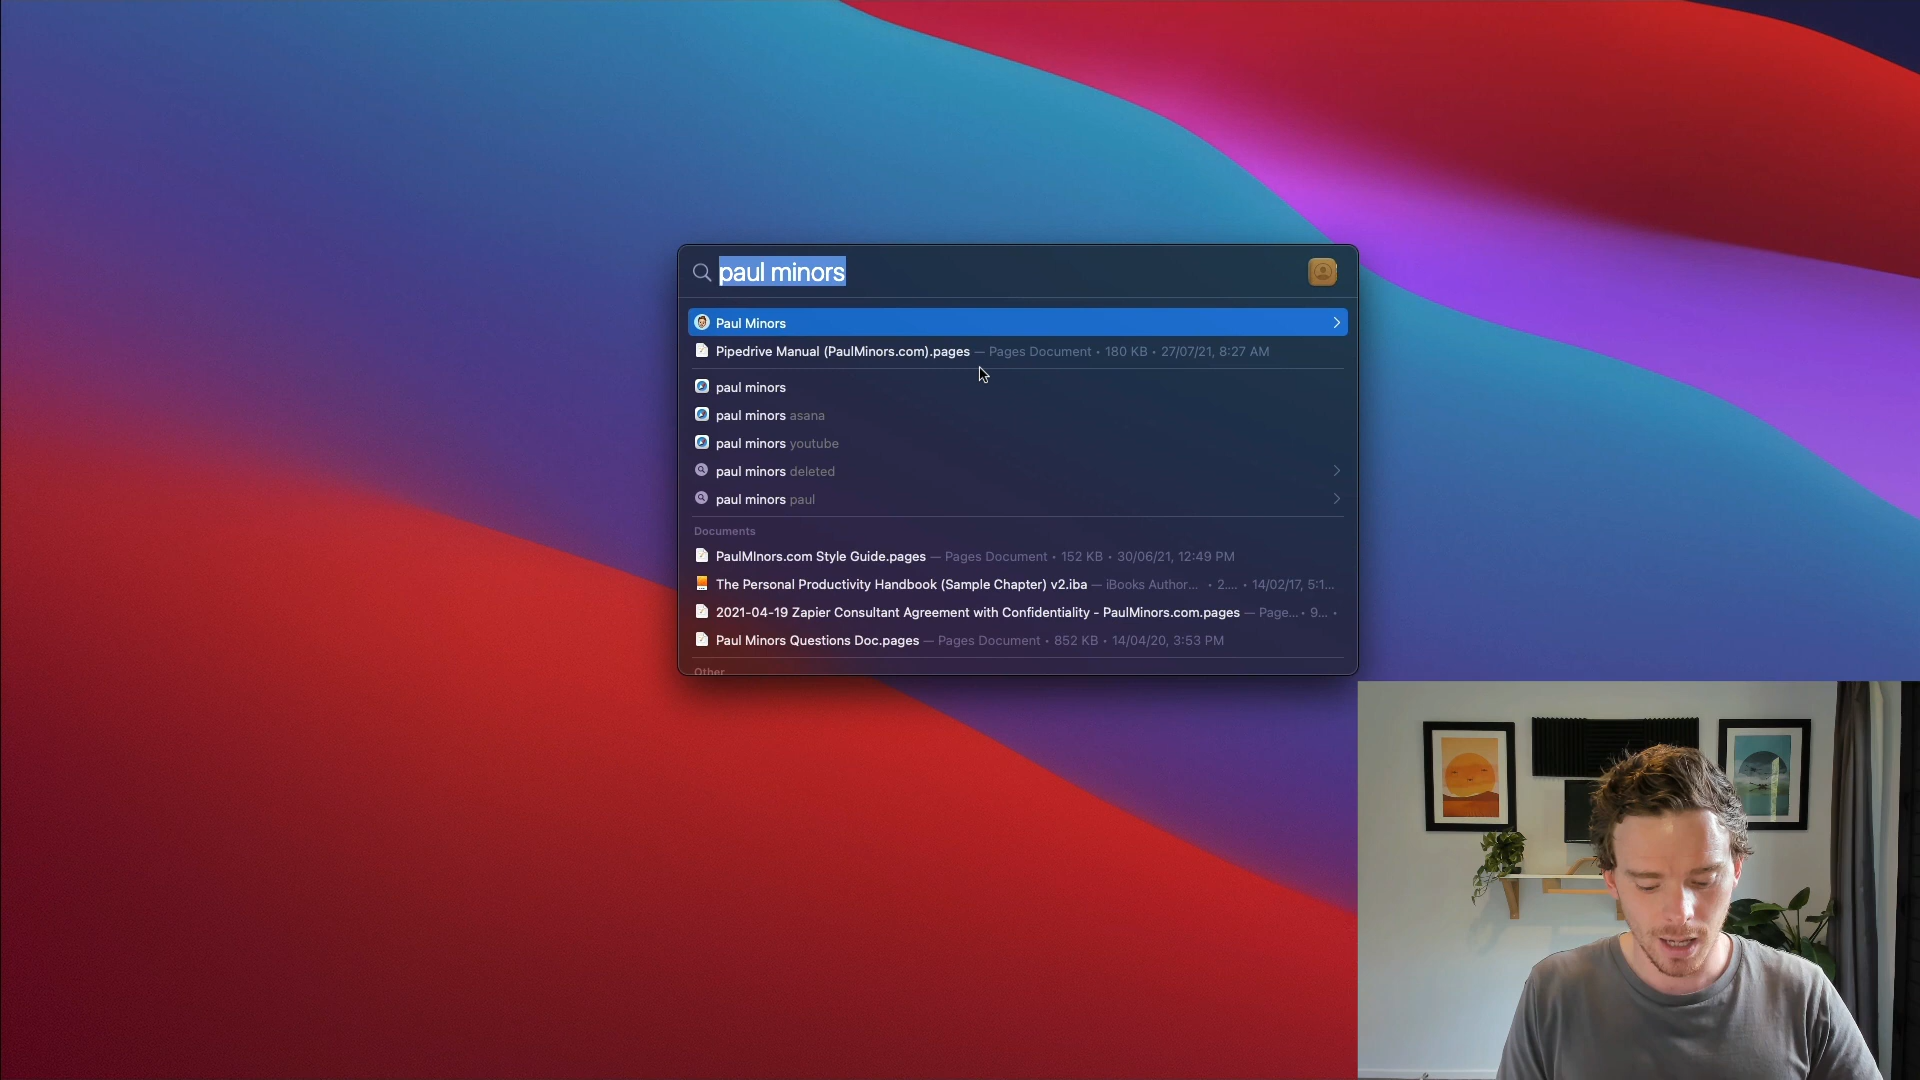 paul minors
Paul Minors
Pipedrive Manual (PaulMinors.com).pages — Pages Document • 180 KB • 27/07/21, 8:27 AM
paul minors
paul minors asana
paul minors youtube
paul minors deleted
paul minors paul
Documents
PaulMInors.com Style Guide.pages — Pages Document • 152 KB • 30/06/21, 12:49 PM
The Personal Productivity Handbook (Sample Chapter) v2.iba — iBooks Author... • 2.... • 14/02/17, 5:1...
2021-04-19 Zapier Consultant Agreement with Confidentiality - PaulMinors.com.pages — Page... • 9... •
Paul Minors Questions Doc.pages — Pages Document • 852 KB • 14/04/20, 3:53 PM
Other